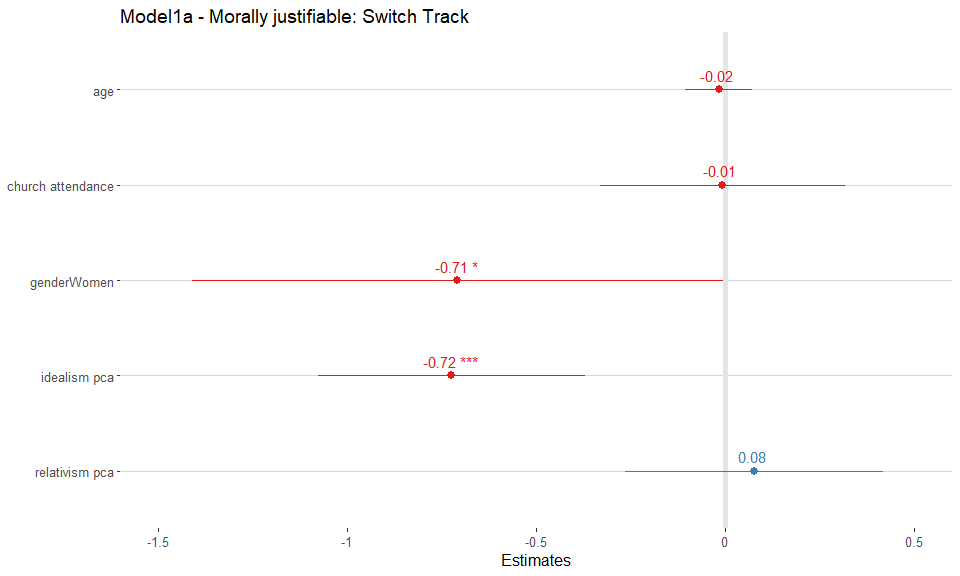 Model1a - Morally justifiable: Switch Track
-0.02
age
-0.01
church attendance
-0.71 *
genderWomen
-0.72 ***
idealism pca
0.08
relativism pca
-1.5 -1 -0.5 0 0.5
Estimates